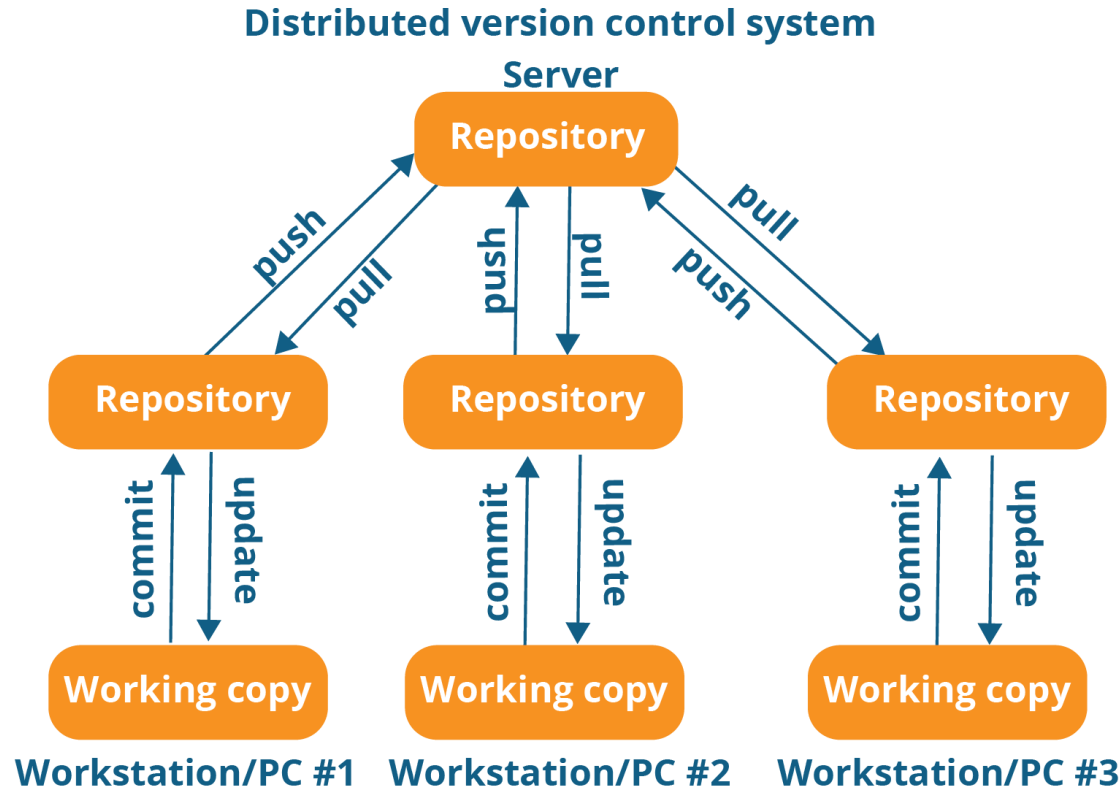 Distributed version control system
Server
Repository
push
pull
push
pull
push
pull
Repository
Repository
Repository
commit
update
commit
update
commit
update
Working copy
Working copy
Working copy
Workstation/PC #1
Workstation/PC #2
Workstation/PC #3